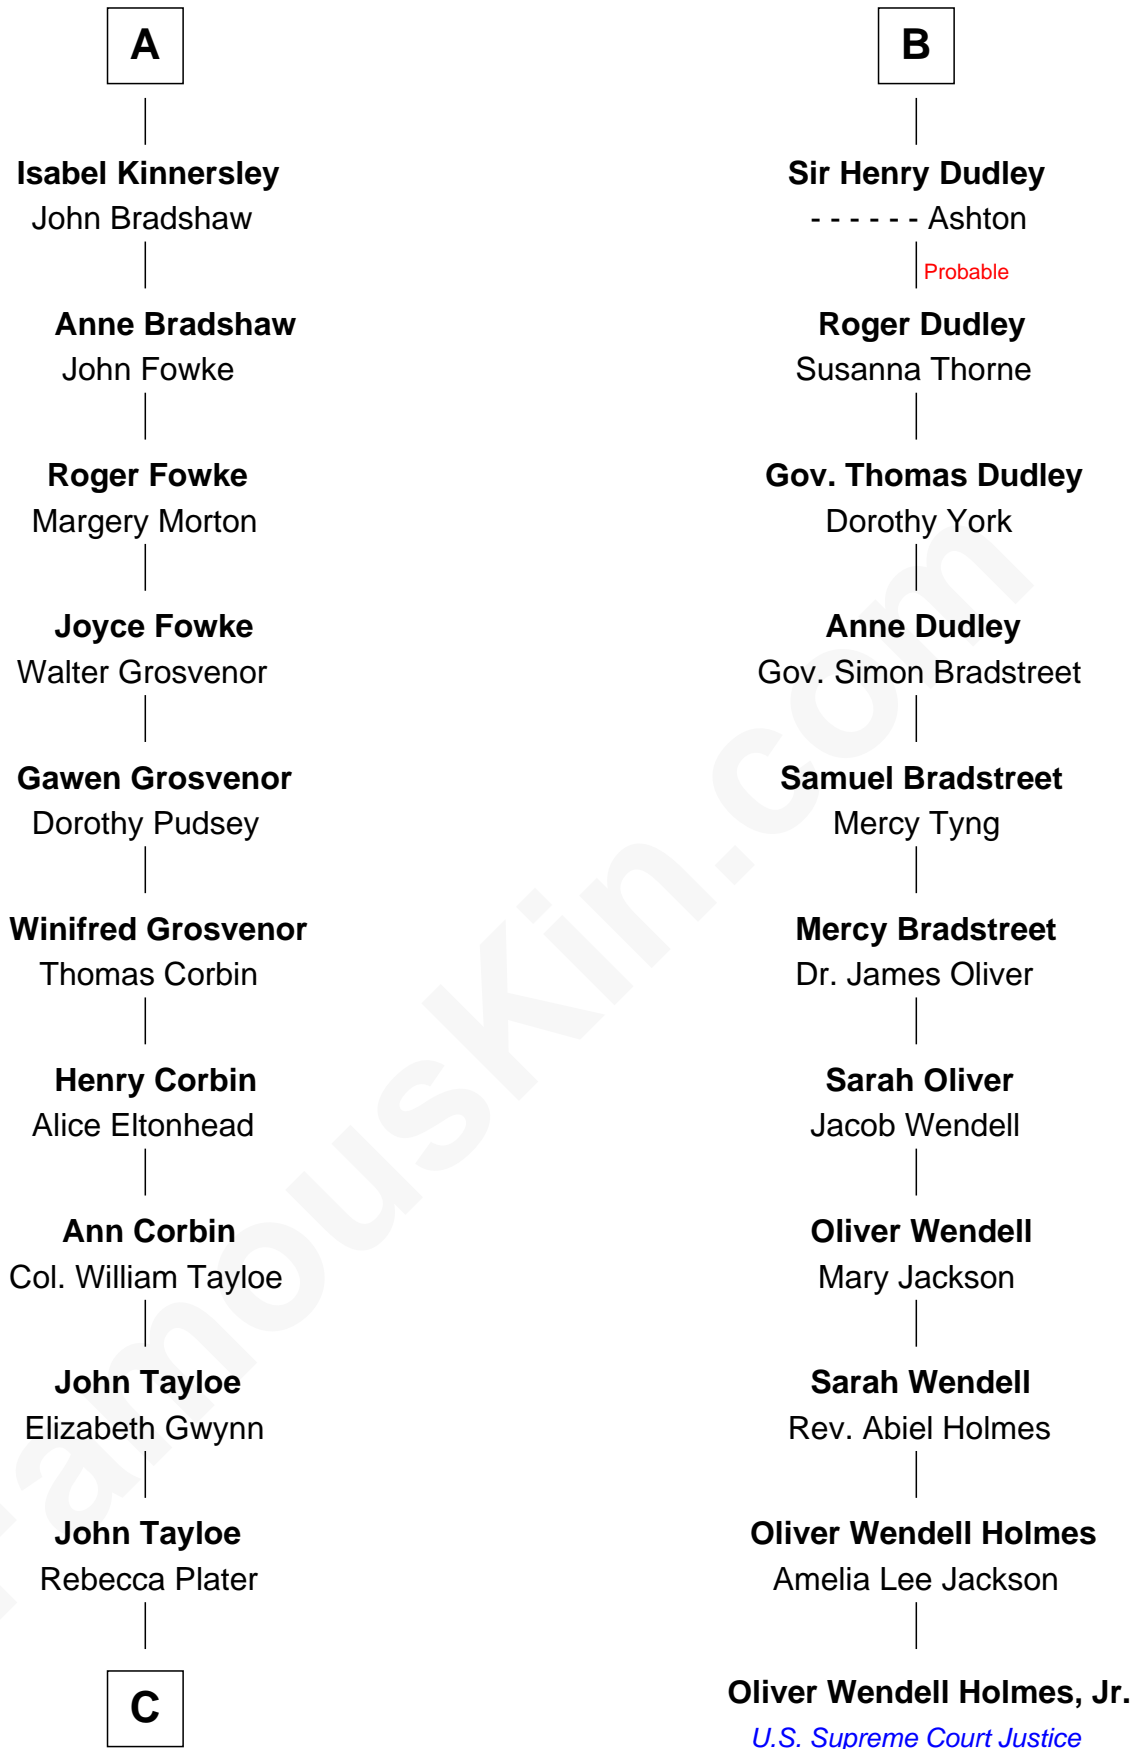 A
Isabel Kinnersley
John Bradshaw
Anne Bradshaw
John Fowke
Roger Fowke
Margery Morton
Joyce Fowke
Walter Grosvenor
Gawen Grosvenor
Dorothy Pudsey
Winifred Grosvenor
Thomas Corbin
Henry Corbin
Alice Eltonhead
Ann Corbin
Col. William Tayloe
John Tayloe
Elizabeth Gwynn
John Tayloe
Rebecca Plater
C
B
Sir Henry Dudley
- - - - - - Ashton
Probable
Roger Dudley
Susanna Thorne
Gov. Thomas Dudley
Dorothy York
Anne Dudley
Gov. Simon Bradstreet
Samuel Bradstreet
Mercy Tyng
Mercy Bradstreet
Dr. James Oliver
Sarah Oliver
Jacob Wendell
Oliver Wendell
Mary Jackson
Sarah Wendell
Rev. Abiel Holmes
Oliver Wendell Holmes
Amelia Lee Jackson
Oliver Wendell Holmes, Jr.
U.S. Supreme Court Justice
FamousKin.com